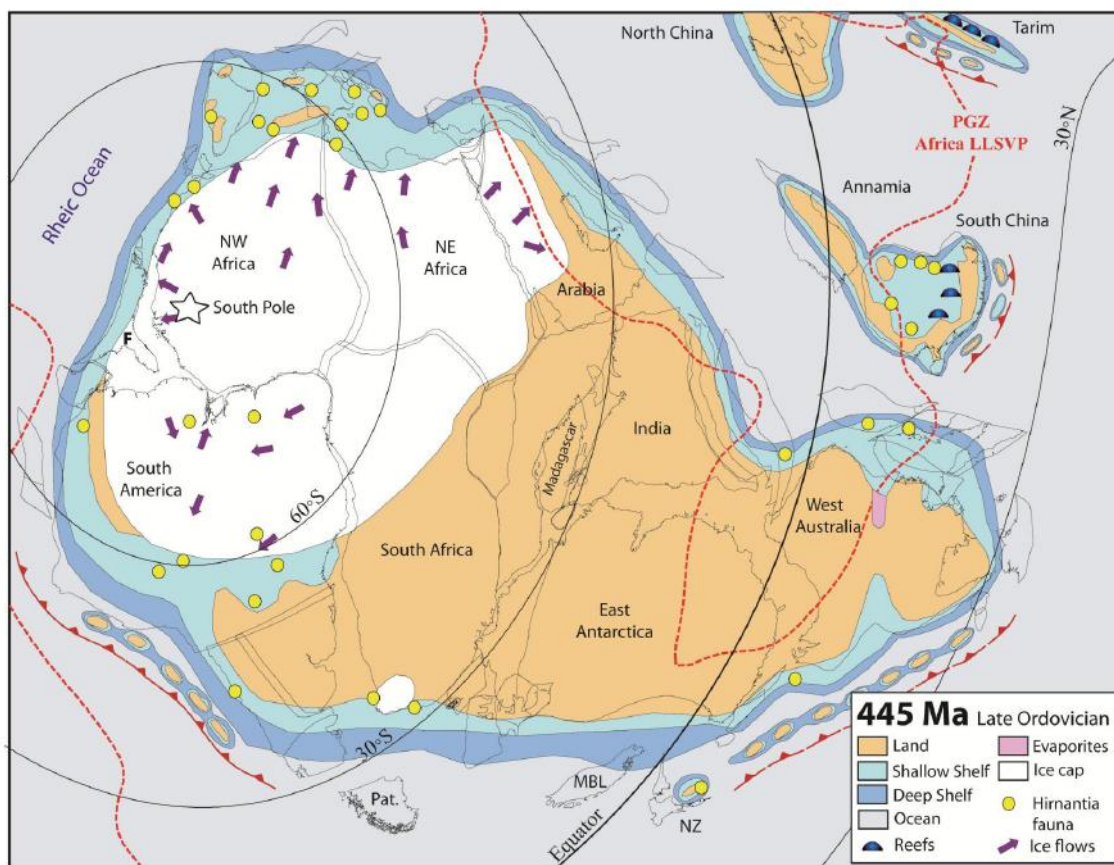 North China
Tarim
PGZ
Africa LLSVP
30°N
Annamia
South China
Rheic Ocean
NW
Africa
NE
Africa
South Pole
Arabia
F
India
Madagascar
South
America
60°S
West
Australia
South Africa
East
Antarctica
30°S
Pat.
MBL
NZ
Equator
445 Ma Late Ordovician
Land
Evaporites
Shallow Shelf
Ice cap
Deep Shelf
Ocean
Hirnantia
fauna
Reefs
Ice flows